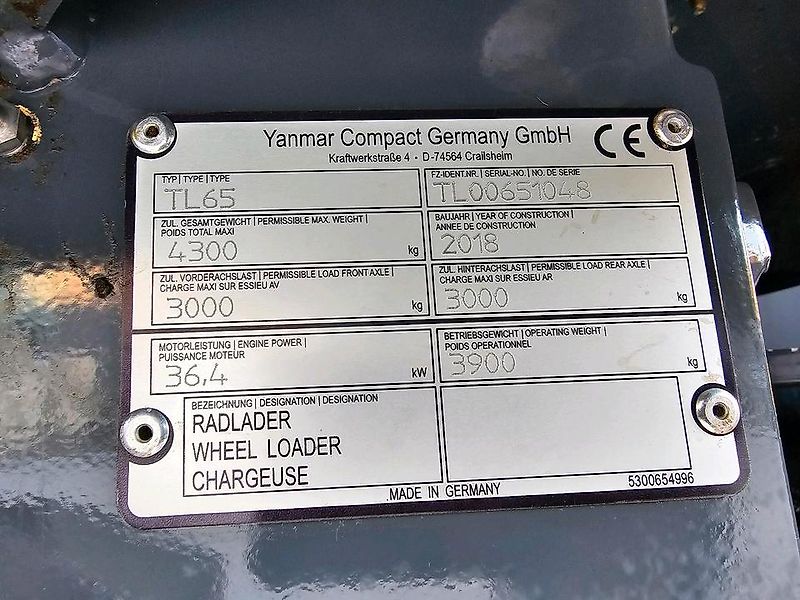 Yanmar Compact Germany GmbH CE
Kraftwerkstraße 4 · D-74564 Crailsheim
TYP | TYPE | TYPE
TL65
FZ-IDENT.NR. | SERIAL-NO. | NO. DE SERIE
TL00651048
ZUL. GESAMTGEWICHT | PERMISSIBLE MAX. WEIGHT |
POIDS TOTAL MAXI
4300 kg
BAUJAHR | YEAR OF CONSTRUCTION |
ANNEE DE CONSTRUCTION
2018
ZUL. VORDERACHSLAST | PERMISSIBLE LOAD FRONT AXLE |
CHARGE MAXI SUR ESSIEU AV
3000 kg
ZUL. HINTERACHSLAST | PERMISSIBLE LOAD REAR AXLE |
CHARGE MAXI SUR ESSIEU AR
3000 kg
MOTORLEISTUNG | ENGINE POWER |
PUISSANCE MOTEUR
36,4 kW
BETRIEBSGEWICHT | OPERATING WEIGHT |
POIDS OPERATIONNEL
3900 kg
BEZEICHNUNG | DESIGNATION | DESIGNATION
RADLADER
WHEEL LOADER
CHARGEUSE
MADE IN GERMANY
5300654996